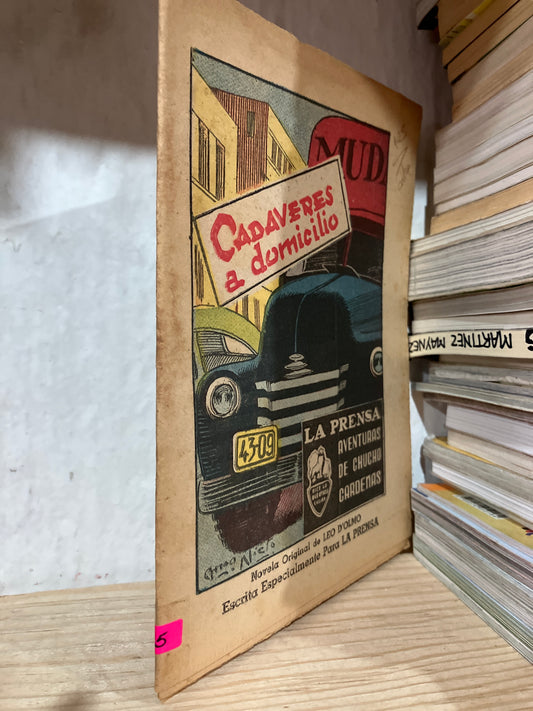 MUD
CADAVERES
a domicilio
43-09
LA PRENSA
AVENTURAS
DE CHUCHO
CARDENAS
Novela Original de LEO D'OLMO
Escrita Especialmente Para LA PRENSA
5
MARTINEZ MAYNEZ